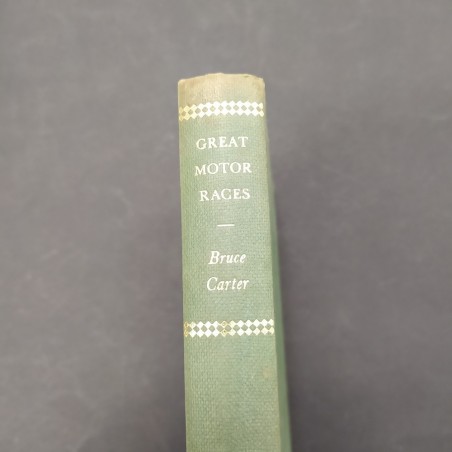 GREAT
MOTOR
RACES
—
Bruce
Carter